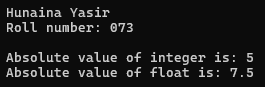 Hunaina Yasir
Roll number: 073
Absolute value of integer is: 5
Absolute value of float is: 7.5